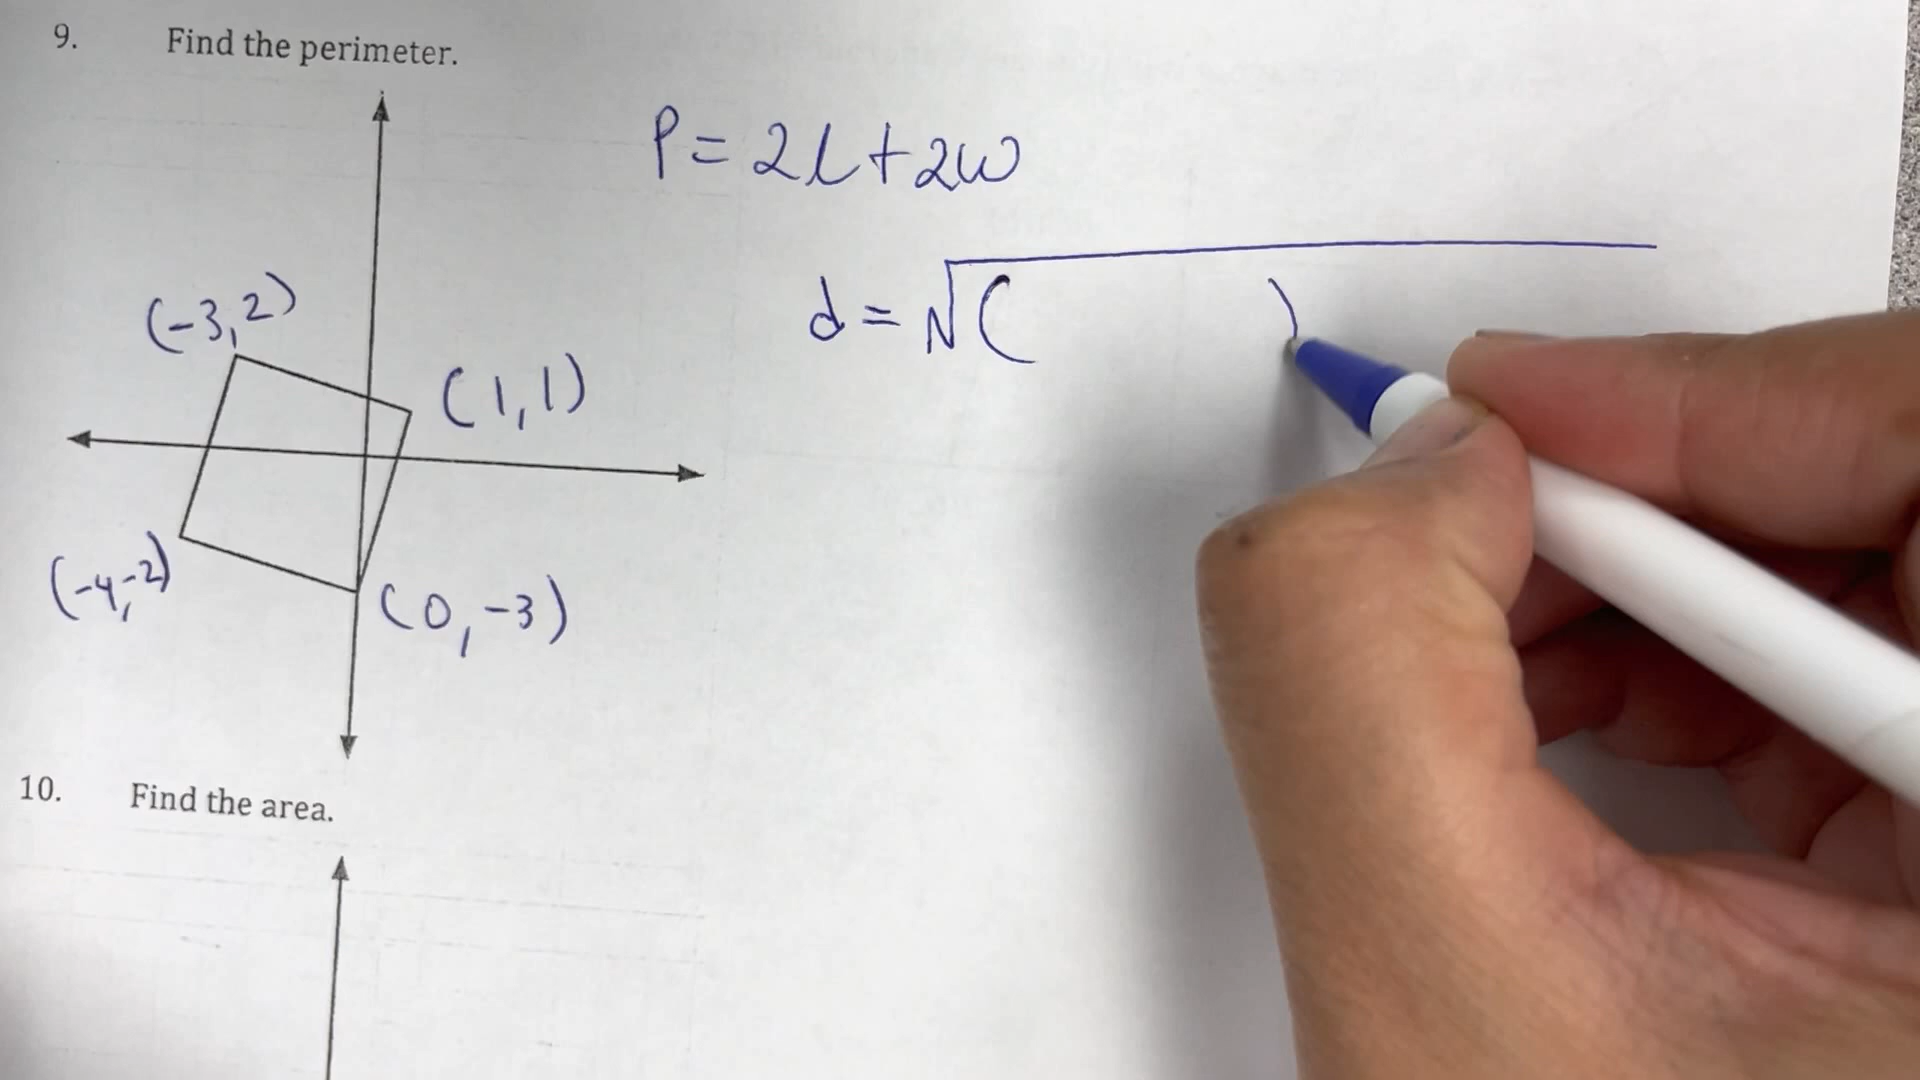 9. Find the perimeter.
P = 2l + 2w
d = √( )
(-3, 2)
(1, 1)
(-4, -2)
(0, -3)
10. Find the area.